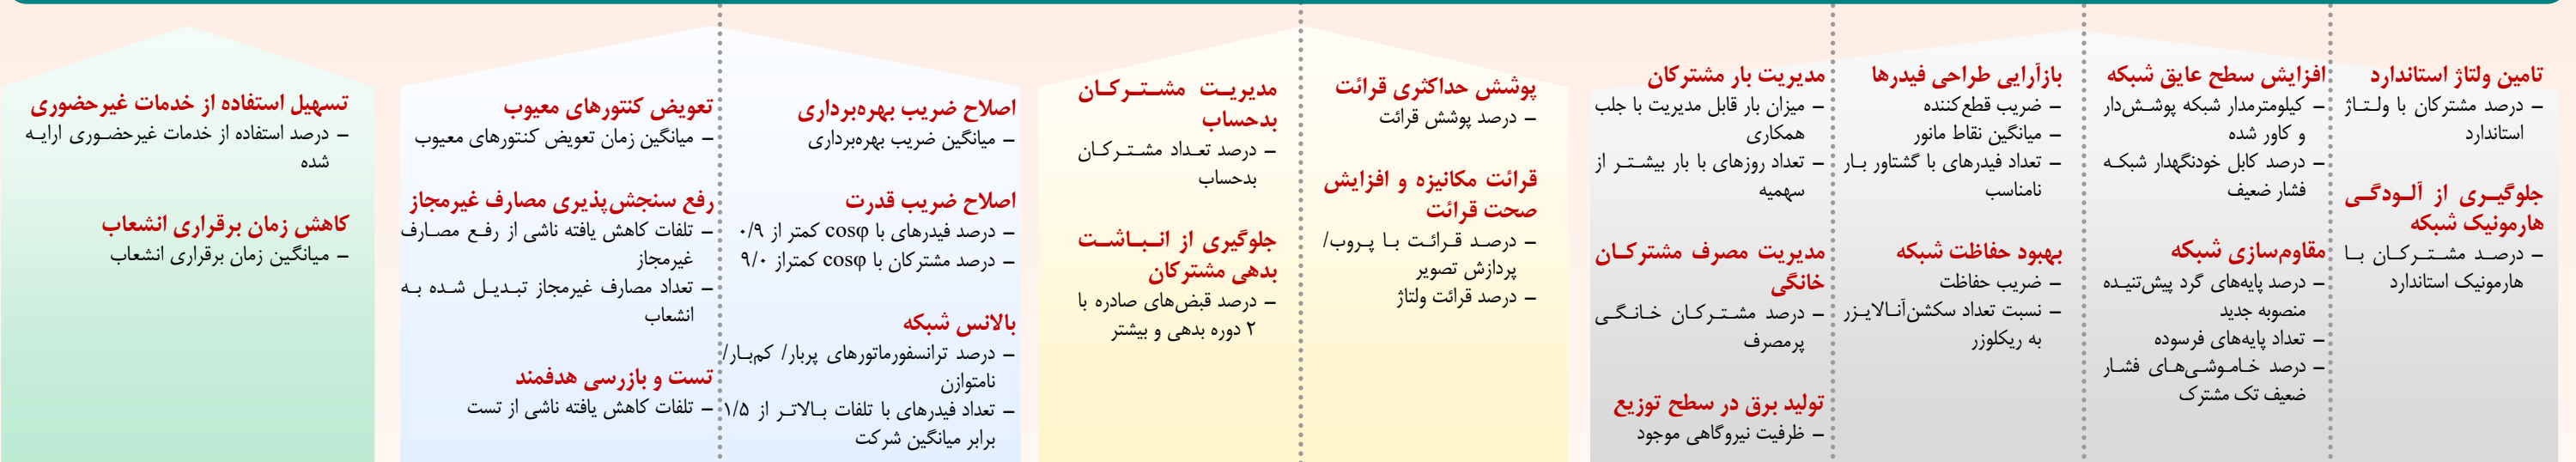 تامین ولتاژ استاندارد
– درصد مشترکان با ولتاژ
استاندارد
جلوگیری از آلودگی
هارمونیک شبکه
– درصد مشترکان با
هارمونیک استاندارد
افزایش سطح عایق شبکه
– کیلومترمدار شبکه پوشش‌دار
و کاور شده
– درصد کابل خودنگهدار شبکه
فشار ضعیف
مقاوم‌سازی شبکه
– درصد پایه‌های گرد پیش‌تنیده
منصوبه جدید
– تعداد پایه‌های فرسوده
– درصد خاموشی‌های فشار
ضعیف تک مشترک
بازآرایی طراحی فیدرها
– ضریب قطع‌کننده
– میانگین نقاط مانور
– تعداد فیدرهای با گشتاور بار
نامناسب
بهبود حفاظت شبکه
– ضریب حفاظت
– نسبت تعداد سکشن‌آنالایزر
به ریکلوزر
مدیریت بار مشترکان
– میزان بار قابل مدیریت با جلب
همکاری
– تعداد روزهای با بار بیشتر از
سهمیه
مدیریت مصرف مشترکان
خانگی
– درصد مشترکان خانگی
پرمصرف
تولید برق در سطح توزیع
– ظرفیت نیروگاهی موجود
پوشش حداکثری قرائت
– درصد پوشش قرائت
قرائت مکانیزه و افزایش
صحت قرائت
– درصد قرائت با پروب/
پردازش تصویر
– درصد قرائت ولتاژ
مدیریت مشترکان
بدحساب
– درصد تعداد مشترکان
بدحساب
جلوگیری از انباشت
بدهی مشترکان
– درصد قبض‌های صادره با
۲ دوره بدهی و بیشتر
اصلاح ضریب بهره‌برداری
– میانگین ضریب بهره‌برداری
اصلاح ضریب قدرت
– درصد فیدرهای با cosφ کمتر از ۰/۹
– درصد مشترکان با cosφ کمتراز ۹/۰
بالانس شبکه
– درصد ترانسفورماتورهای پربار/ کم‌بار/
نامتوازن
– تعداد فیدرهای با تلفات بالاتر از ۱/۵
برابر میانگین شرکت
تعویض کنتورهای معیوب
– میانگین زمان تعویض کنتورهای معیوب
رفع سنجش‌پذیری مصارف غیرمجاز
– تلفات کاهش یافته ناشی از رفع مصارف
غیرمجاز
– تعداد مصارف غیرمجاز تبدیل شده به
انشعاب
تست و بازرسی هدفمند
– تلفات کاهش یافته ناشی از تست
تسهیل استفاده از خدمات غیرحضوری
– درصد استفاده از خدمات غیرحضوری ارایه
شده
کاهش زمان برقراری انشعاب
– میانگین زمان برقراری انشعاب